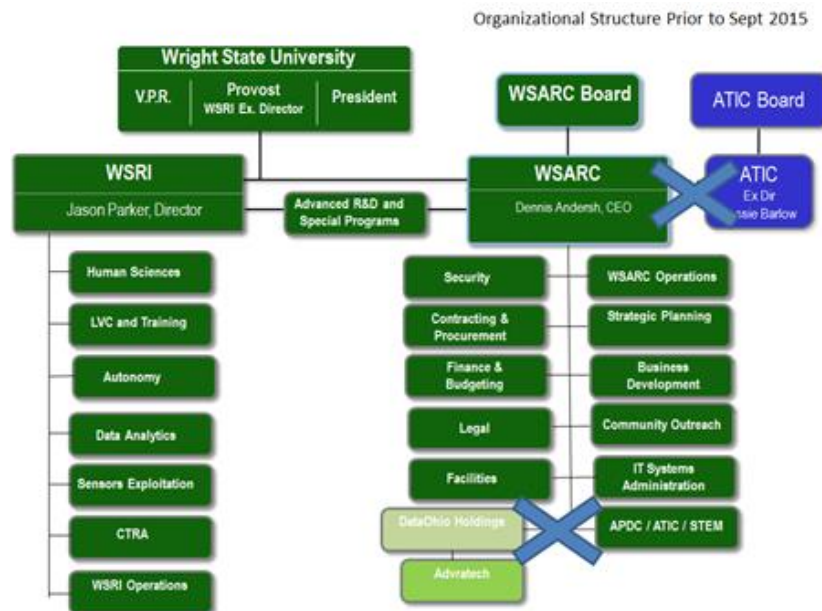 Organizational Structure Prior to Sept 2015
Wright State University
V.P.R.
Provost
WSRI Ex. Director
President
WSARC Board
ATIC Board
WSRI
Jason Parker, Director
Advanced R&D and
Special Programs
WSARC
Dennis Andersh, CEO
ATIC
Ex Dir
Barlow
Human Sciences
LVC and Training
Autonomy
Data Analytics
Sensors Exploitation
CTRA
WSRI Operations
Security
Contracting &
Procurement
Finance &
Budgeting
Legal
Facilities
DataOhio Holdings
Advratech
WSARC Operations
Strategic Planning
Business
Development
Community Outreach
IT Systems
Administration
APDC / ATIC / STEM